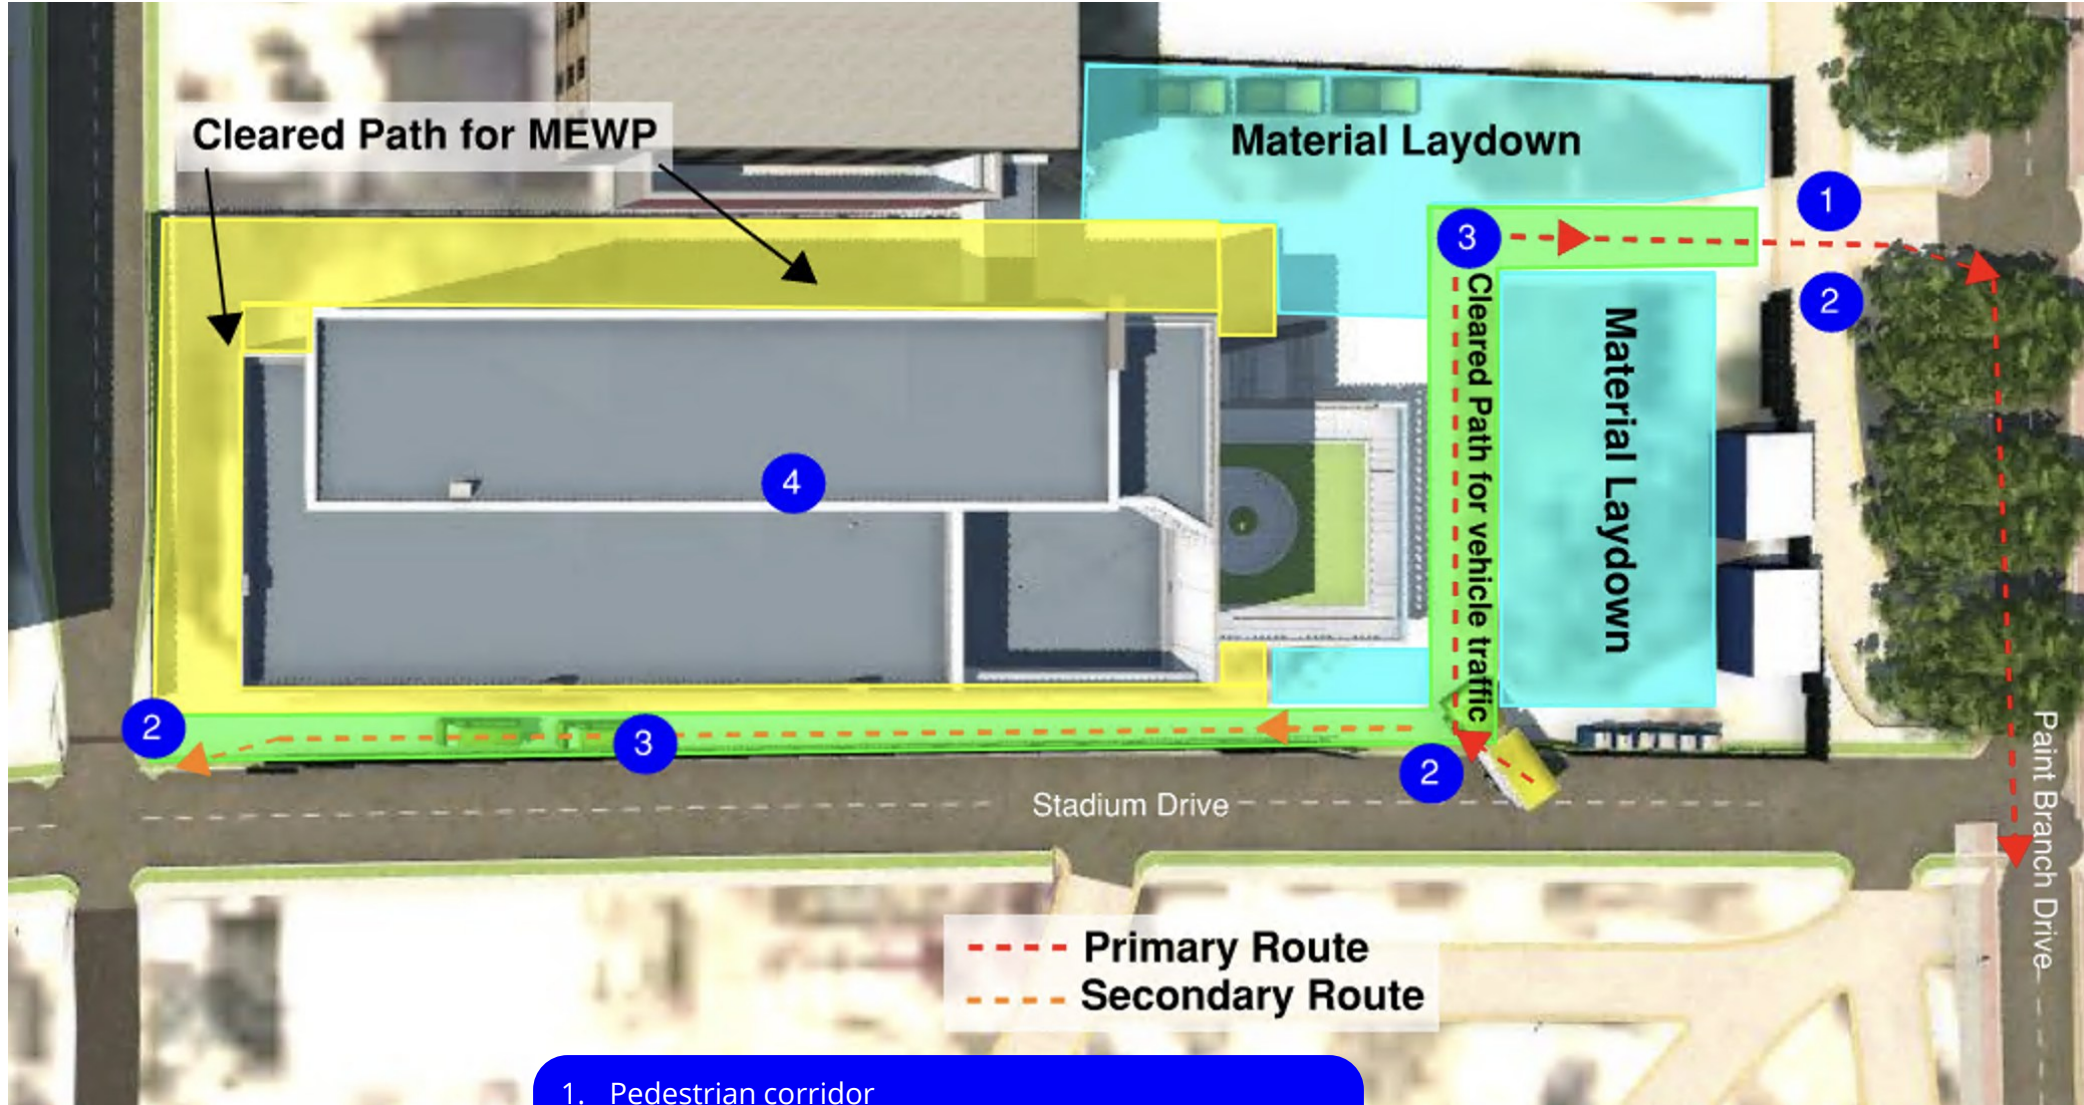 Cleared Path for MEWP
Material Laydown
1
3
2
Cleared Path for vehicle traffic
Material Laydown
4
2
3
2
Stadium Drive
Paint Branch Drive
Primary Route
Secondary Route
1. Pedestrian corridor